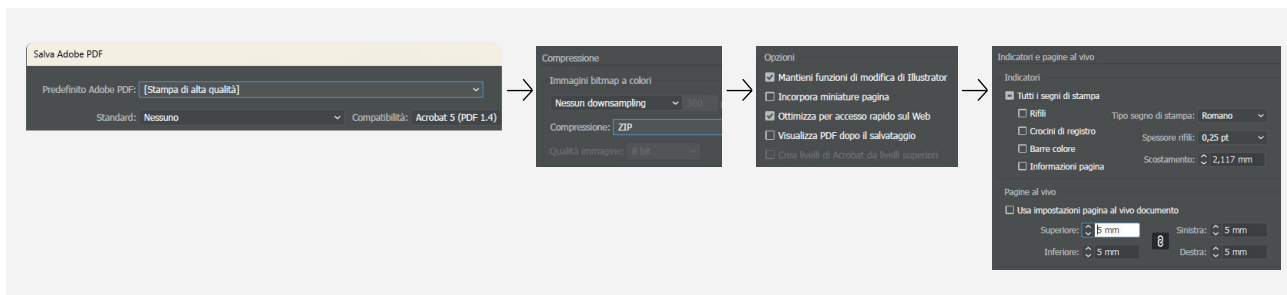 Salva Adobe PDF
Predefinito Adobe PDF: [Stampa di alta qualità]
Standard: Nessuno Compatibilità: Acrobat 5 (PDF 1.4)
Compressione
Immagini bitmap a colori
Nessun downsampling 300
Compressione: ZIP
Qualità immagine: 8 bit
Opzioni
Mantieni funzioni di modifica di Illustrator
Incorpora miniature pagina
Ottimizza per accesso rapido sul Web
Visualizza PDF dopo il salvataggio
Crea livelli di Acrobat da livelli superiori
Indicatori e pagine al vivo
Indicatori
Tutti i segni di stampa
Rifili Tipo segno di stampa: Romano
Crocini di registro Spessore rifili: 0,25 pt
Barre colore
Scostamento: 2,117 mm
Informazioni pagina
Pagine al vivo
Usa impostazioni pagina al vivo documento
Superiore: 5 mm Sinistra: 5 mm
Inferiore: 5 mm Destra: 5 mm